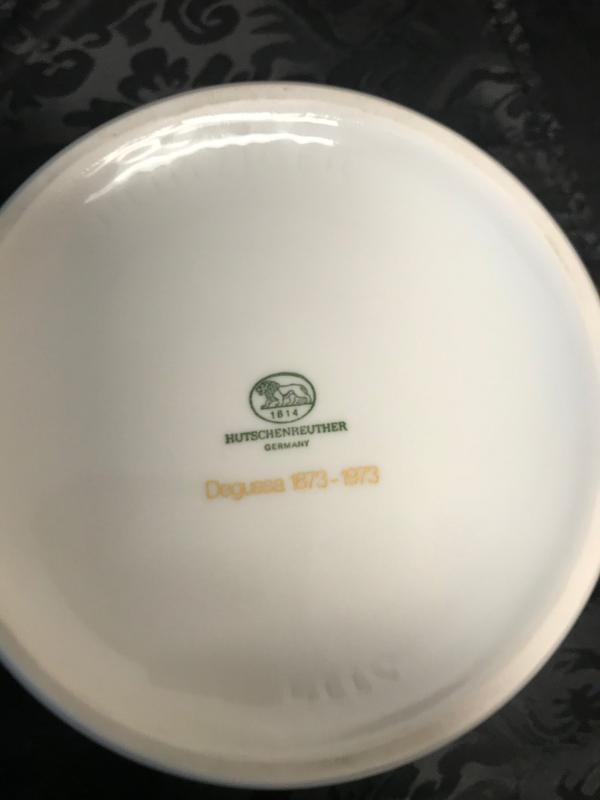 1814
HUTSCHENREUTHER
GERMANY
Degussa 1873-1973